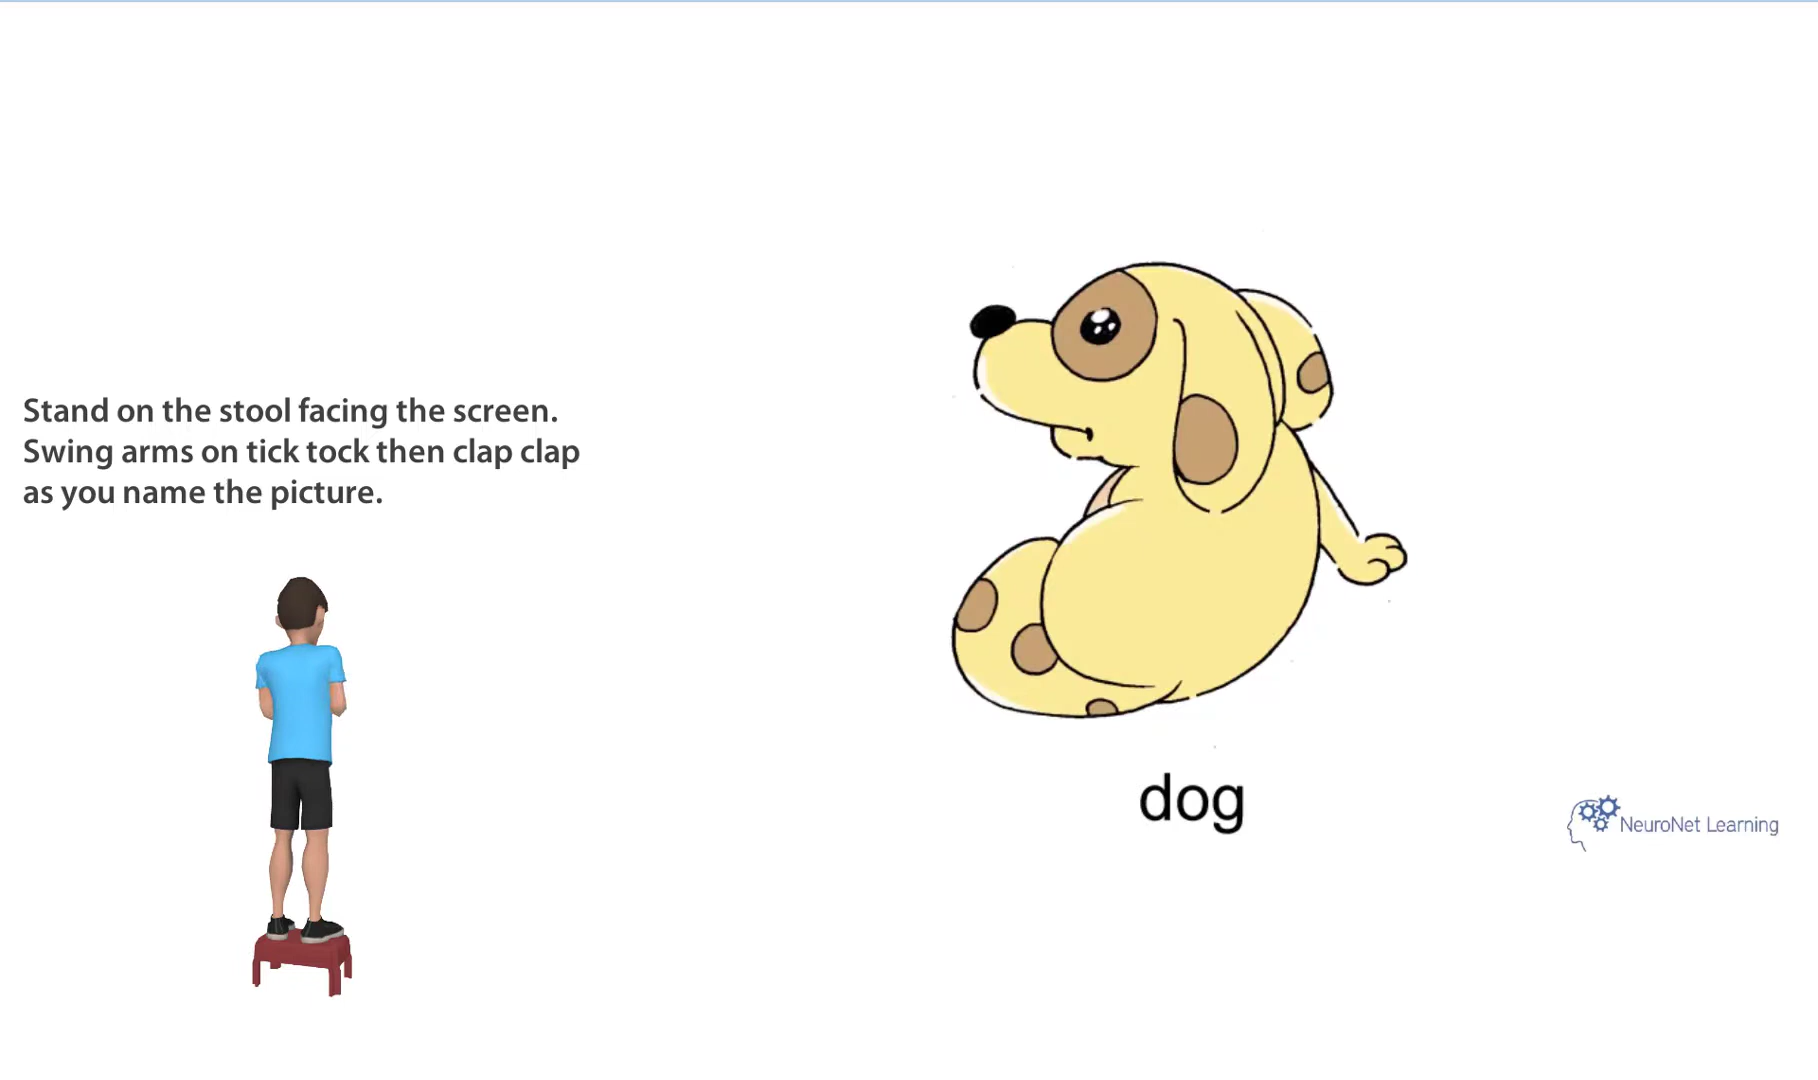 Stand on the stool facing the screen.
Swing arms on tick tock then clap clap
as you name the picture.
dog
NeuroNet Learning